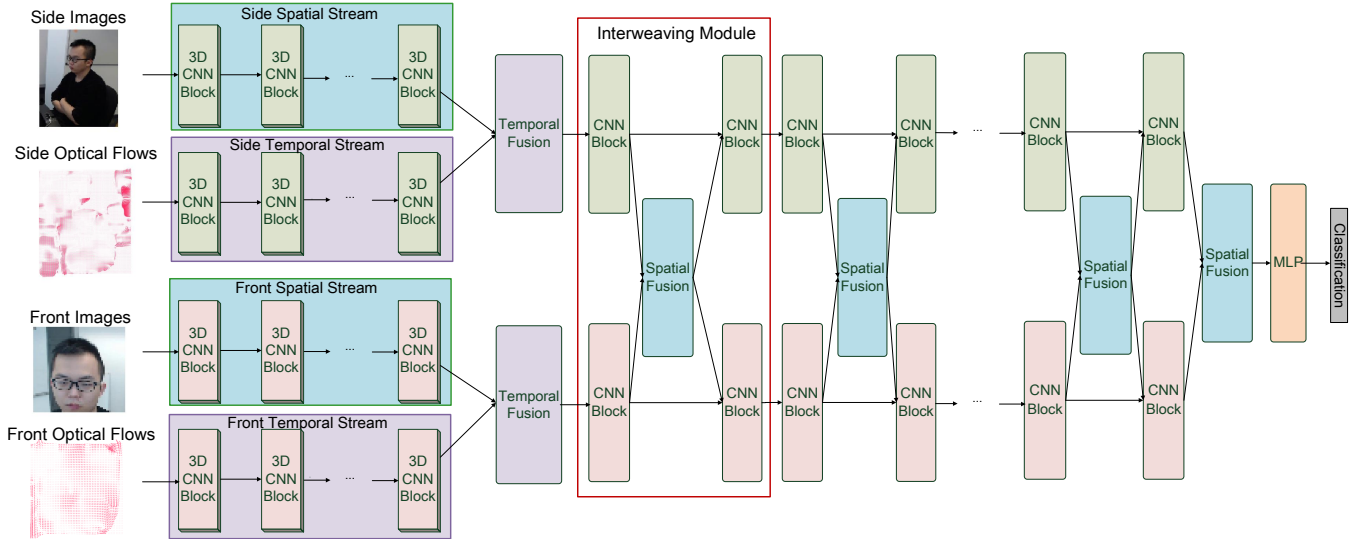 Side Images
Side Spatial Stream
3D
CNN
Block
3D
CNN
Block
...
3D
CNN
Block
Side Optical Flows
Side Temporal Stream
3D
CNN
Block
3D
CNN
Block
...
3D
CNN
Block
Front Images
Front Spatial Stream
3D
CNN
Block
3D
CNN
Block
...
3D
CNN
Block
Front Optical Flows
Front Temporal Stream
3D
CNN
Block
3D
CNN
Block
...
3D
CNN
Block
Temporal
Fusion
Temporal
Fusion
Interweaving Module
CNN
Block
CNN
Block
Spatial
Fusion
CNN
Block
CNN
Block
CNN
Block
CNN
Block
Spatial
Fusion
CNN
Block
CNN
Block
...
...
CNN
Block
CNN
Block
Spatial
Fusion
CNN
Block
CNN
Block
Spatial
Fusion
MLP
Classification